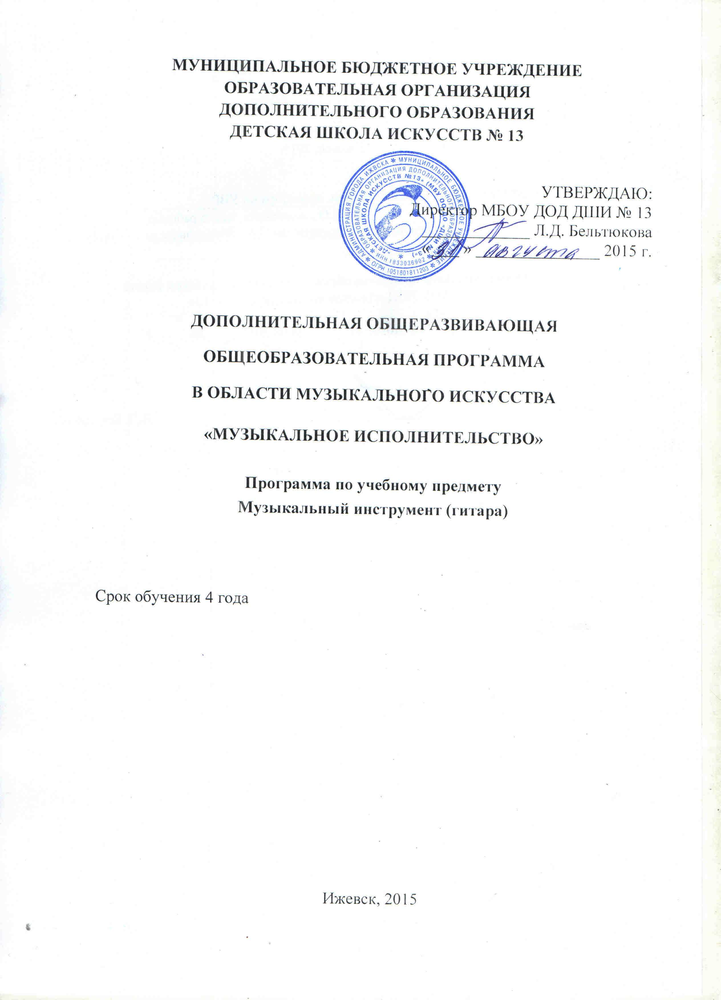 МУНИЦИПАЛЬНОЕ БЮДЖЕТНОЕ УЧРЕЖДЕНИЕ
ОБРАЗОВАТЕЛЬНАЯ ОРГАНИЗАЦИЯ
ДОПОЛНИТЕЛЬНОГО ОБРАЗОВАНИЯ
ДЕТСКАЯ ШКОЛА ИСКУССТВ № 13
✻ АДМИНИСТРАЦИЯ ГОРОДА ИЖЕВСКА ✻ МУНИЦИПАЛЬНОЕ БЮДЖЕТНОЕ УЧРЕЖДЕНИЕ ✻ ОГРН 1051801811203
✻ ОБРАЗОВАТЕЛЬНАЯ ОРГАНИЗАЦИЯ ДОПОЛНИТЕЛЬНОГО ОБРАЗОВАНИЯ ✻ ИНН 1833036902
✻ «ДЕТСКАЯ ШКОЛА ИСКУССТВ №13» (МБУ ОО ДО «ДШИ №13»)
УТВЕРЖДАЮ:
Директор МБОУ ДОД ДШИ № 13
Л.Д. Бельтюкова
« 31 » августа 2015 г.
ДОПОЛНИТЕЛЬНАЯ ОБЩЕРАЗВИВАЮЩАЯ
ОБЩЕОБРАЗОВАТЕЛЬНАЯ ПРОГРАММА
В ОБЛАСТИ МУЗЫКАЛЬНОГО ИСКУССТВА
«МУЗЫКАЛЬНОЕ ИСПОЛНИТЕЛЬСТВО»
Программа по учебному предмету
Музыкальный инструмент (гитара)
Срок обучения 4 года
Ижевск, 2015